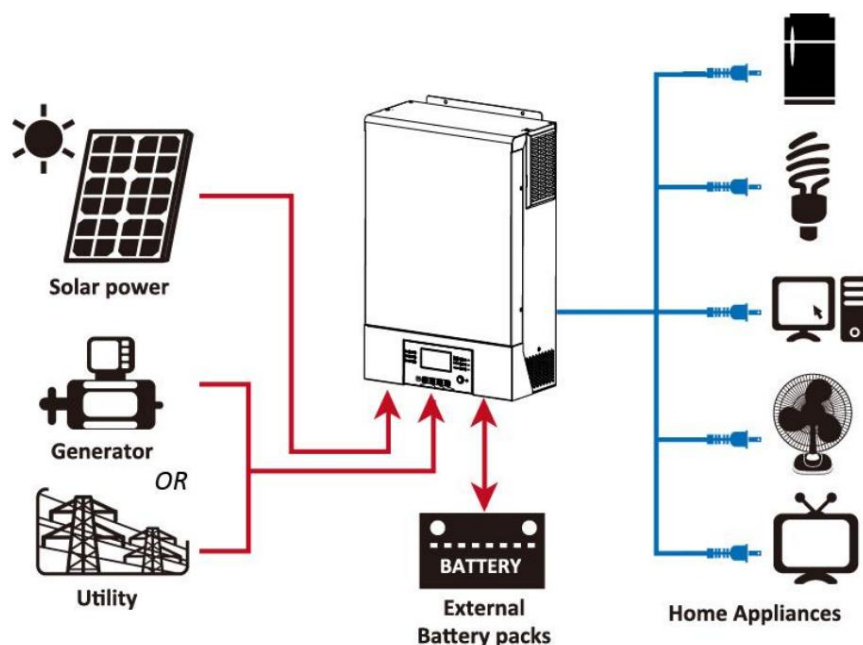 Solar power
Generator
OR
Utility
BATTERY
External
Battery packs
Home Appliances